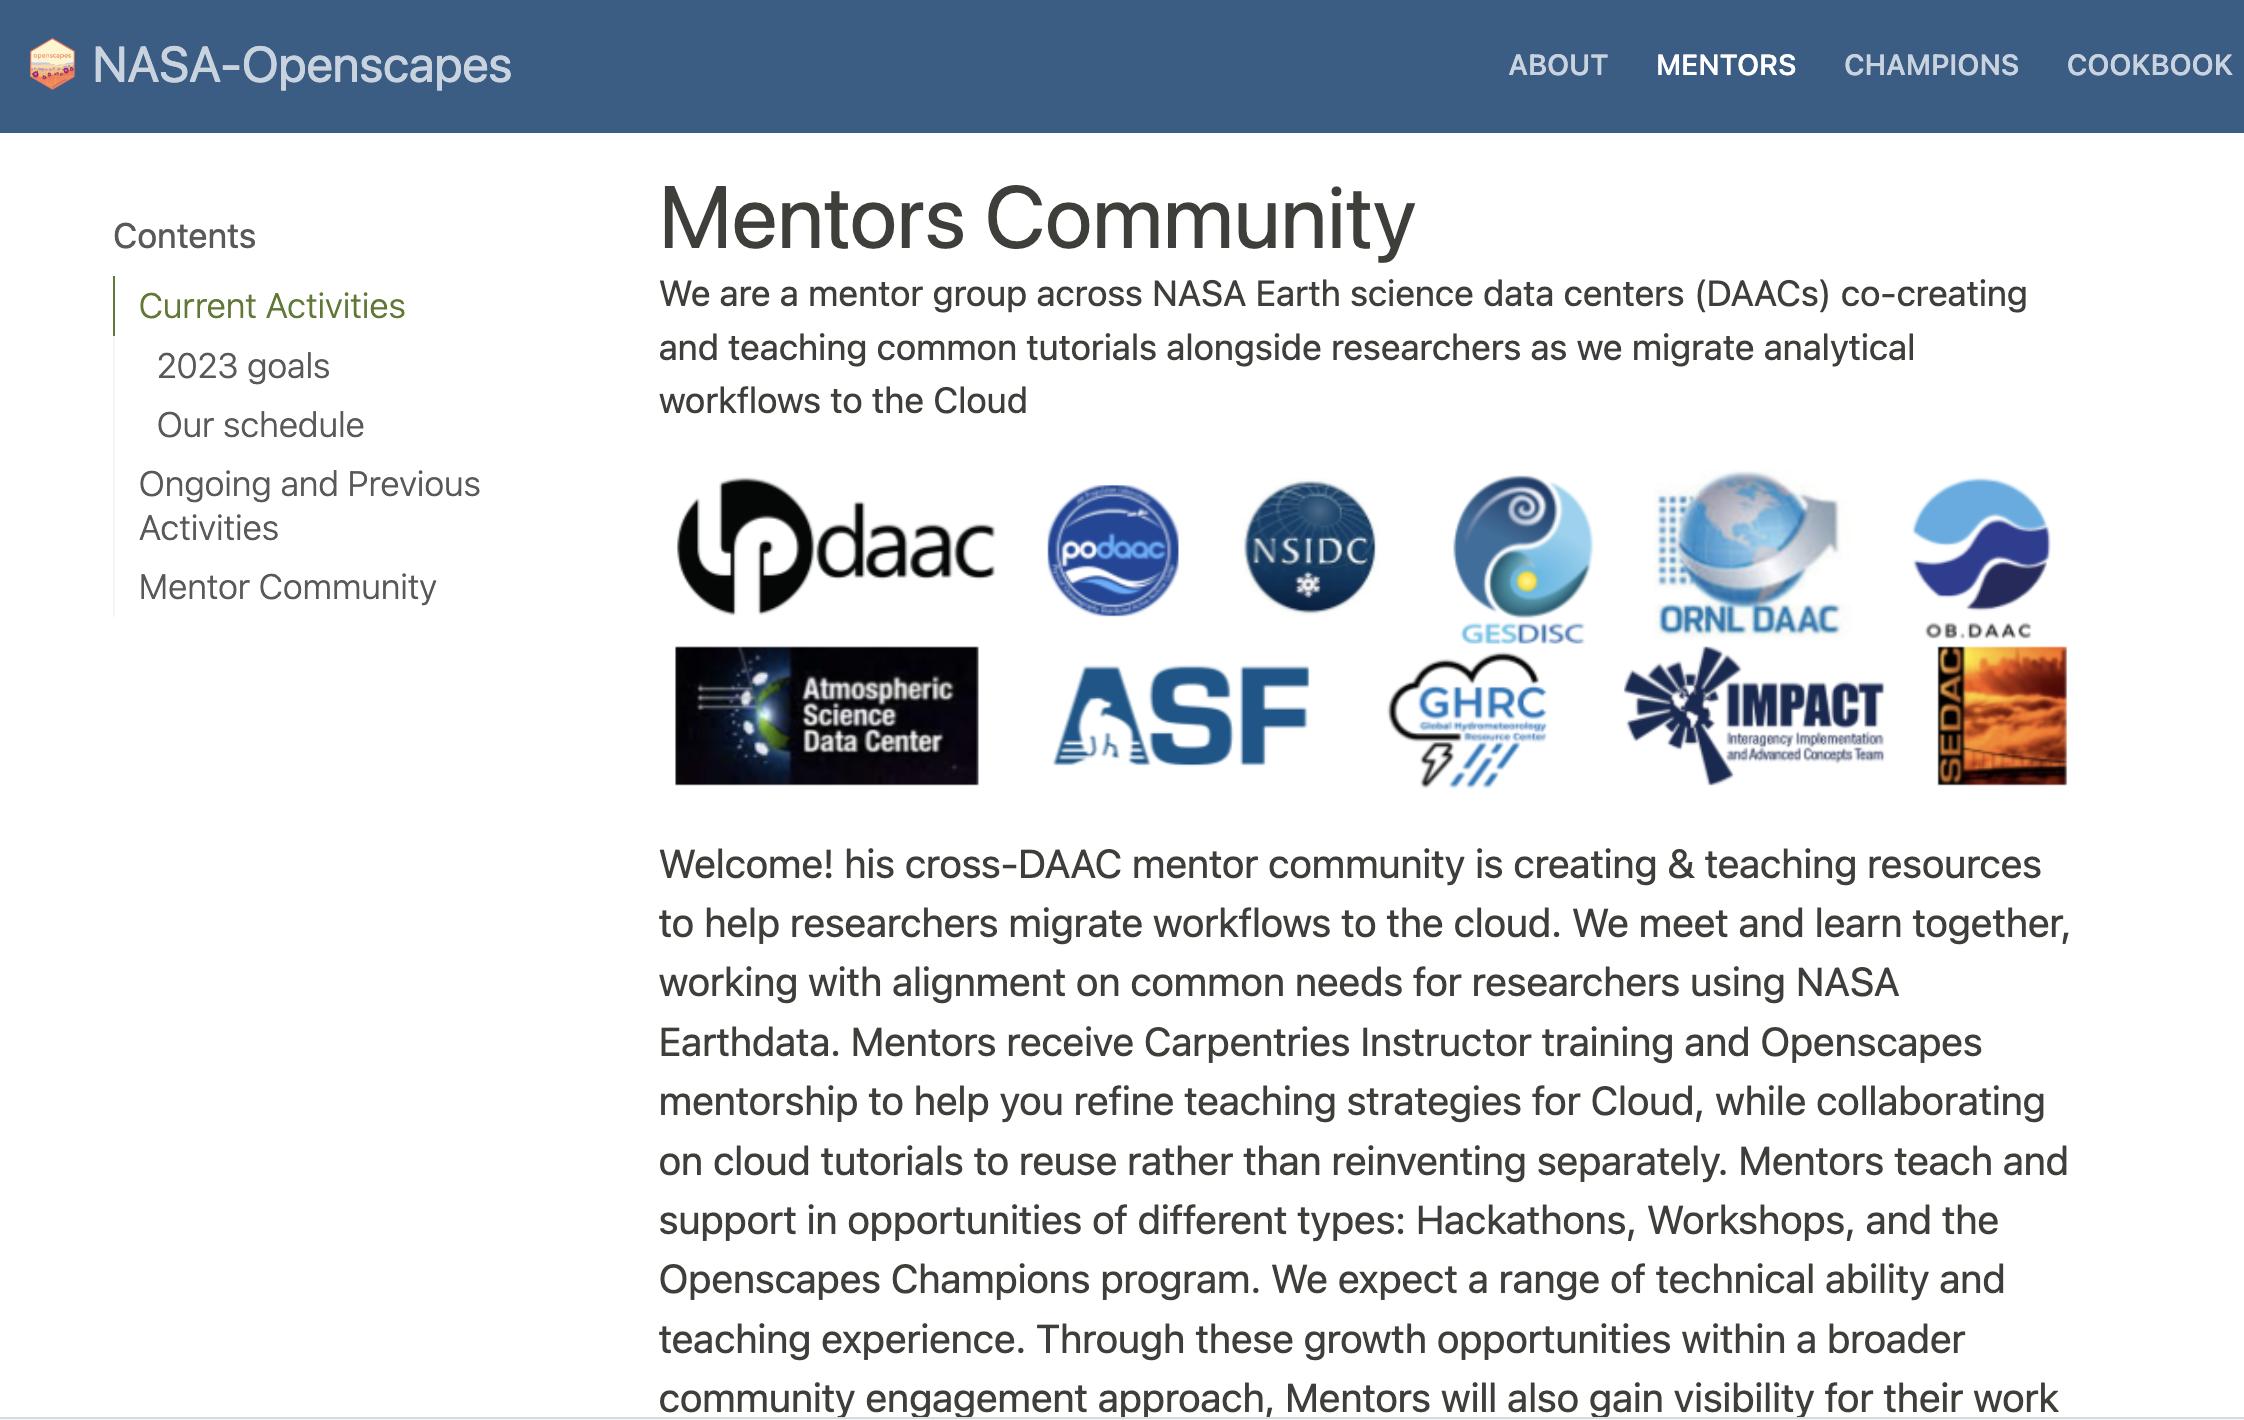 NASA-Openscapes
ABOUT MENTORS CHAMPIONS COOKBOOK
Contents
Current Activities
2023 goals
Our schedule
Ongoing and Previous
Activities
Mentor Community
Mentors Community
We are a mentor group across NASA Earth science data centers (DAACs) co-creating
and teaching common tutorials alongside researchers as we migrate analytical
workflows to the Cloud
lpdaac
podaac
NSIDC
GESDISC
ORNL DAAC
OB.DAAC
Atmospheric
Science
Data Center
ASF
GHRC
Global Hydrometeorology
Resource Center
IMPACT
Interagency Implementation
and Advanced Concepts Team
SEDAC
Welcome! his cross-DAAC mentor community is creating & teaching resources
to help researchers migrate workflows to the cloud. We meet and learn together,
working with alignment on common needs for researchers using NASA
Earthdata. Mentors receive Carpentries Instructor training and Openscapes
mentorship to help you refine teaching strategies for Cloud, while collaborating
on cloud tutorials to reuse rather than reinventing separately. Mentors teach and
support in opportunities of different types: Hackathons, Workshops, and the
Openscapes Champions program. We expect a range of technical ability and
teaching experience. Through these growth opportunities within a broader
community engagement approach, Mentors will also gain visibility for their work